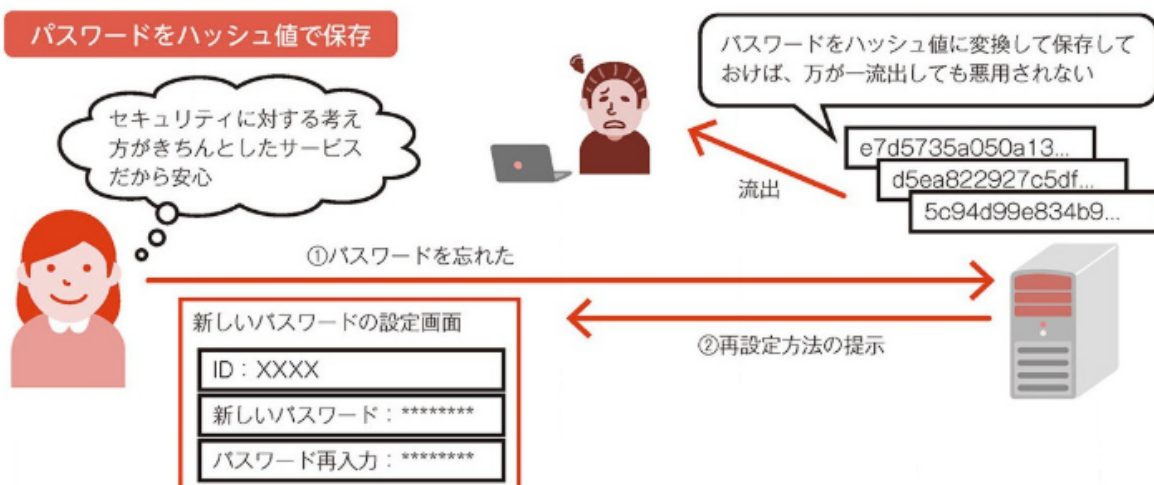 パスワードをハッシュ値で保存
セキュリティに対する考え
方がきちんとしたサービス
だから安心
パスワードをハッシュ値に変換して保存して
おけば、万が一流出しても悪用されない
e7d5735a050a13...
d5ea822927c5df...
5c94d99e834b9...
流出
①パスワードを忘れた
②再設定方法の提示
新しいパスワードの設定画面
ID：XXXX
新しいパスワード：********
パスワード再入力：********